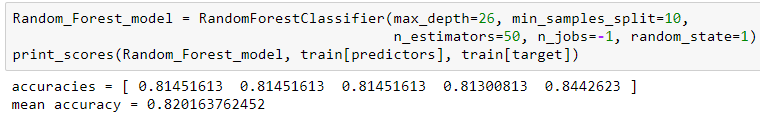 Random_Forest_model = RandomForestClassifier(max_depth=26, min_samples_split=10,
n_estimators=50, n_jobs=-1, random_state=1)
print_scores(Random_Forest_model, train[predictors], train[target])
accuracies = [ 0.81451613 0.81451613 0.81451613 0.81300813 0.8442623 ]
mean accuracy = 0.820163762452